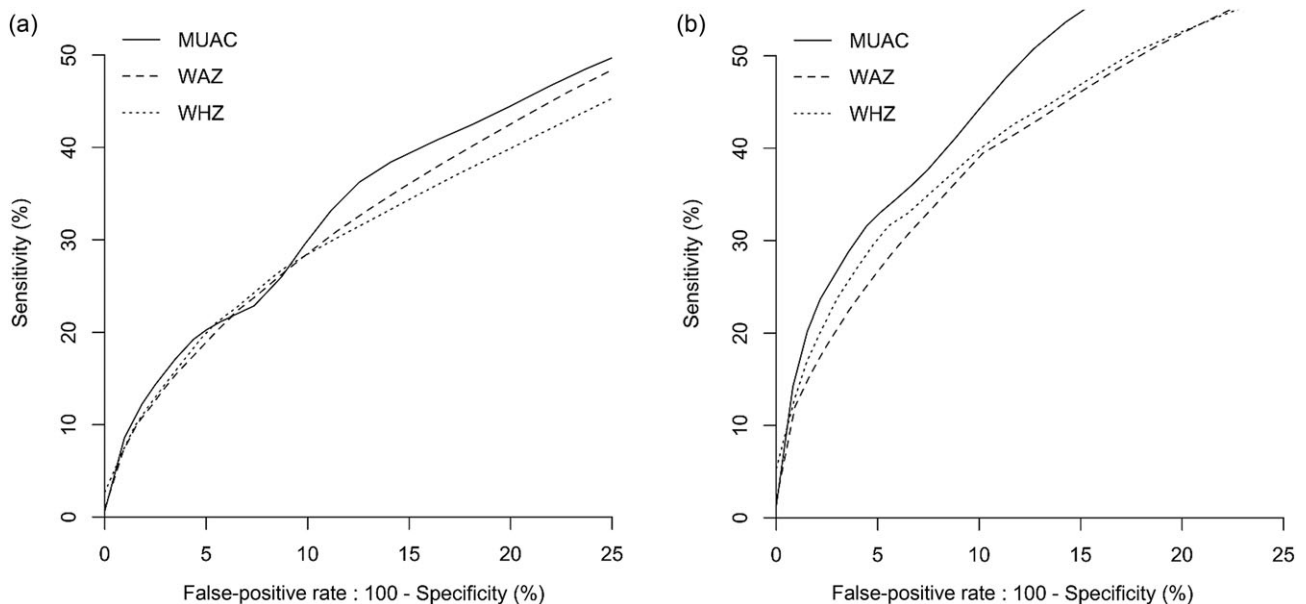 (a)
MUAC
WAZ
WHZ
50
40
30
20
10
0
Sensitivity (%)
0 5 10 15 20 25
False-positive rate : 100 - Specificity (%)
(b)
MUAC
WAZ
WHZ
50
40
30
20
10
0
Sensitivity (%)
0 5 10 15 20 25
False-positive rate : 100 - Specificity (%)